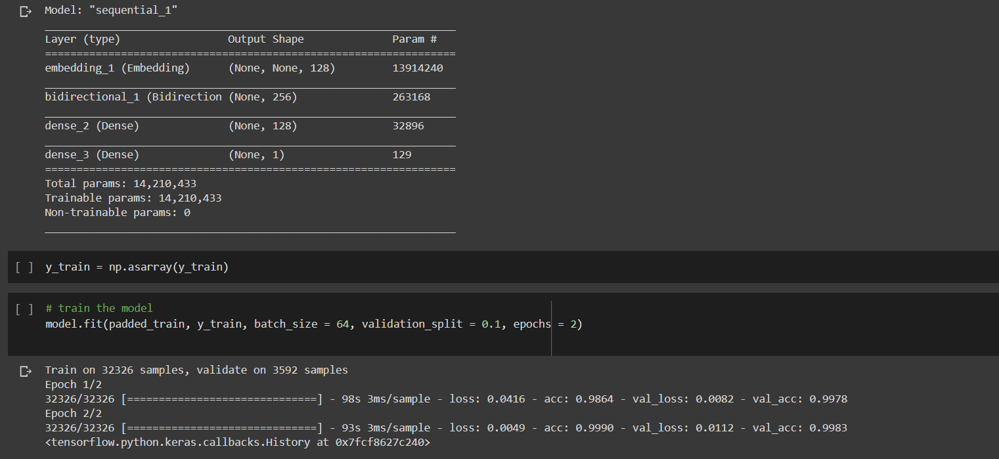 Model: "sequential_1"
_________________________________________________________________
Layer (type)                 Output Shape              Param #
=================================================================
embedding_1 (Embedding)      (None, None, 128)         13914240
_________________________________________________________________
bidirectional_1 (Bidirection (None, 256)               263168
_________________________________________________________________
dense_2 (Dense)              (None, 128)               32896
_________________________________________________________________
dense_3 (Dense)              (None, 1)                 129
=================================================================
Total params: 14,210,433
Trainable params: 14,210,433
Non-trainable params: 0
_________________________________________________________________
[ ] y_train = np.asarray(y_train)
[ ] # train the model
model.fit(padded_train, y_train, batch_size = 64, validation_split = 0.1, epochs = 2)
Train on 32326 samples, validate on 3592 samples
Epoch 1/2
32326/32326 [==============================] - 98s 3ms/sample - loss: 0.0416 - acc: 0.9864 - val_loss: 0.0082 - val_acc: 0.9978
Epoch 2/2
32326/32326 [==============================] - 93s 3ms/sample - loss: 0.0049 - acc: 0.9990 - val_loss: 0.0112 - val_acc: 0.9983
<tensorflow.python.keras.callbacks.History at 0x7fcf8627c240>